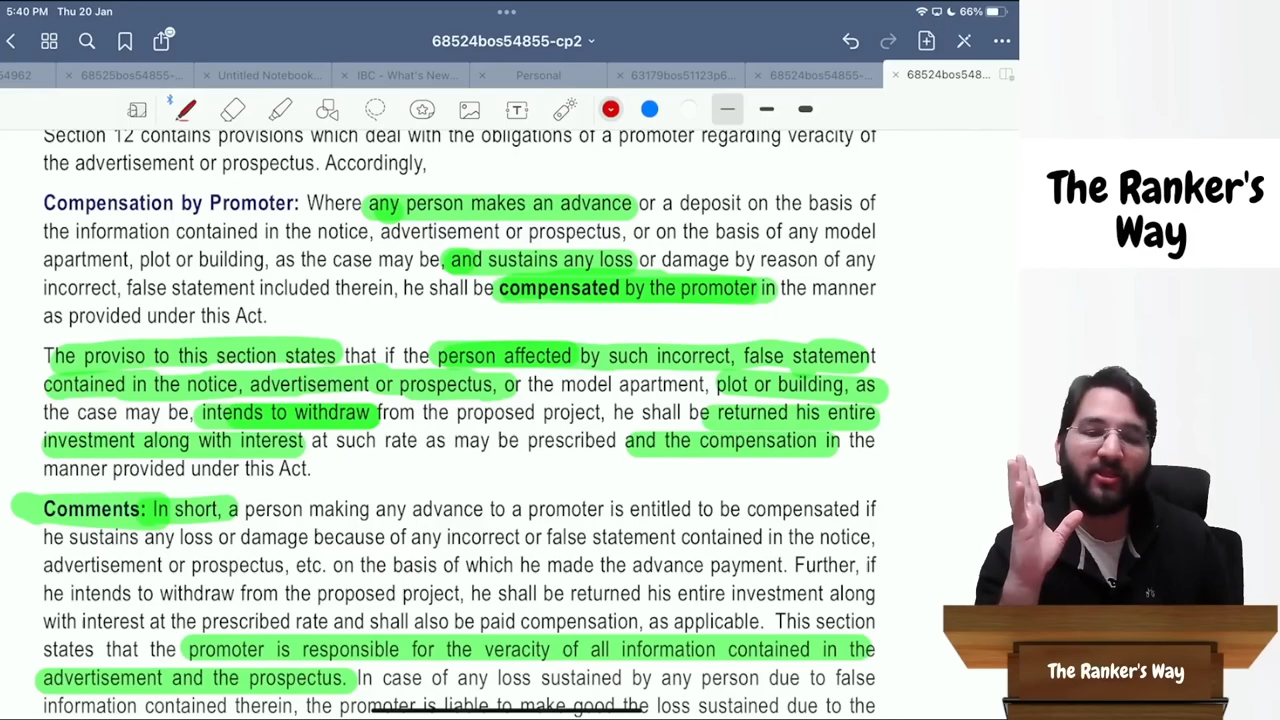 5:40 PM Thu 20 Jan
66%
68524bos54855-cp2
54962
68525bos54855-...
Untitled Notebook...
IBC - What's New...
Personal
63179bos51123p6...
68524bos54855-...
68524bos548...
Section 12 contains provisions which deal with the obligations of a promoter regarding veracity of
the advertisement or prospectus. Accordingly,
Compensation by Promoter: Where any person makes an advance or a deposit on the basis of
the information contained in the notice, advertisement or prospectus, or on the basis of any model
apartment, plot or building, as the case may be, and sustains any loss or damage by reason of any
incorrect, false statement included therein, he shall be compensated by the promoter in the manner
as provided under this Act.
The proviso to this section states that if the person affected by such incorrect, false statement
contained in the notice, advertisement or prospectus, or the model apartment, plot or building, as
the case may be, intends to withdraw from the proposed project, he shall be returned his entire
investment along with interest at such rate as may be prescribed and the compensation in the
manner provided under this Act.
Comments: In short, a person making any advance to a promoter is entitled to be compensated if
he sustains any loss or damage because of any incorrect or false statement contained in the notice,
advertisement or prospectus, etc. on the basis of which he made the advance payment. Further, if
he intends to withdraw from the proposed project, he shall be returned his entire investment along
with interest at the prescribed rate and shall also be paid compensation, as applicable. This section
states that the promoter is responsible for the veracity of all information contained in the
advertisement and the prospectus. In case of any loss sustained by any person due to false
information contained therein, the promoter is liable to make good the loss sustained due to the
The Ranker's
Way
The Ranker's Way